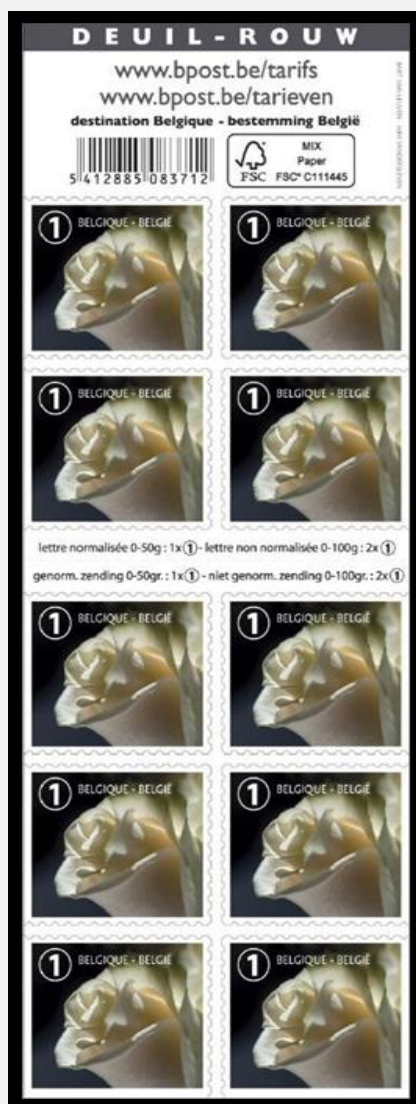 DEUIL-ROUW
www.bpost.be/tarifs
www.bpost.be/tarieven
destination Belgique - bestemming België
5 412885 083712
FSC
MIX
Paper
FSC® C111445
1 BELGIQUE - BELGIË
1 BELGIQUE - BELGIË
1 BELGIQUE - BELGIË
1 BELGIQUE - BELGIË
lettre normalisée 0-50g : 1x① - lettre non normalisée 0-100g : 2x①
genorm. zending 0-50gr. : 1x① - niet genorm. zending 0-100gr. : 2x①
1 BELGIQUE - BELGIË
1 BELGIQUE - BELGIË
1 BELGIQUE - BELGIË
1 BELGIQUE - BELGIË
1 BELGIQUE - BELGIË
1 BELGIQUE - BELGIË